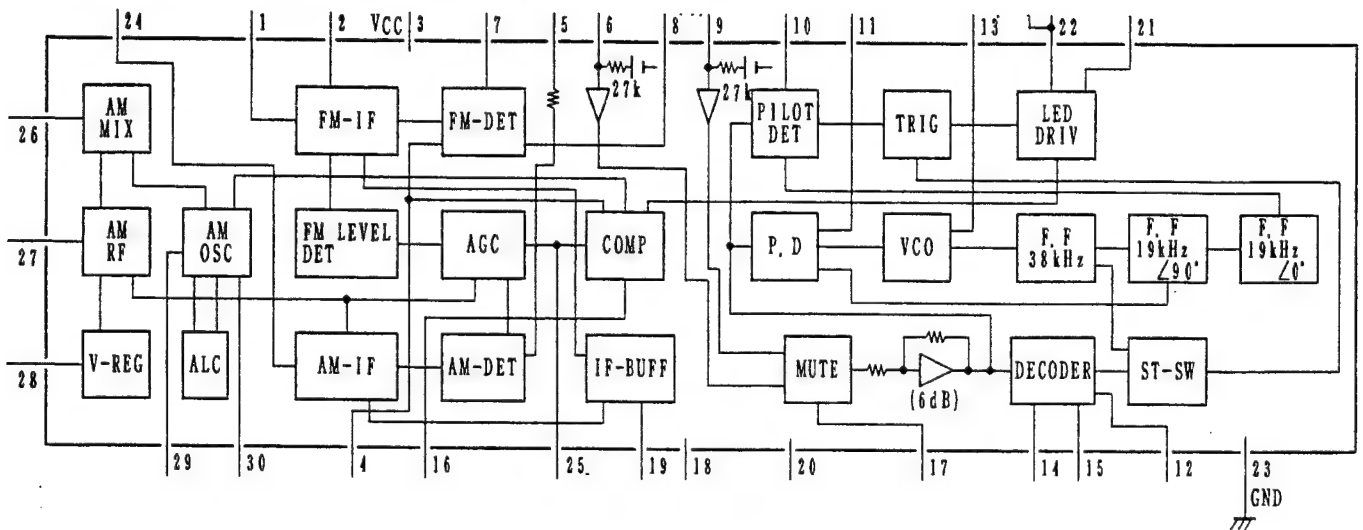 24 1 2 VCC 3 7 5 6 8 9 10 11 13 22 21
27k 27k
26 AM MIX FM-IF FM-DET PILOT DET TRIG LED DRIV
27 AM RF AM OSC FM LEVEL DET AGC COMP P.D VCO F.F 38kHz F.F 19kHz ∠90° F.F 19kHz ∠0°
28 V-REG ALC AM-IF AM-DET IF-BUFF MUTE (6dB) DECODER ST-SW
29 30 4 16 25 19 18 20 17 14 15 12 23
GND